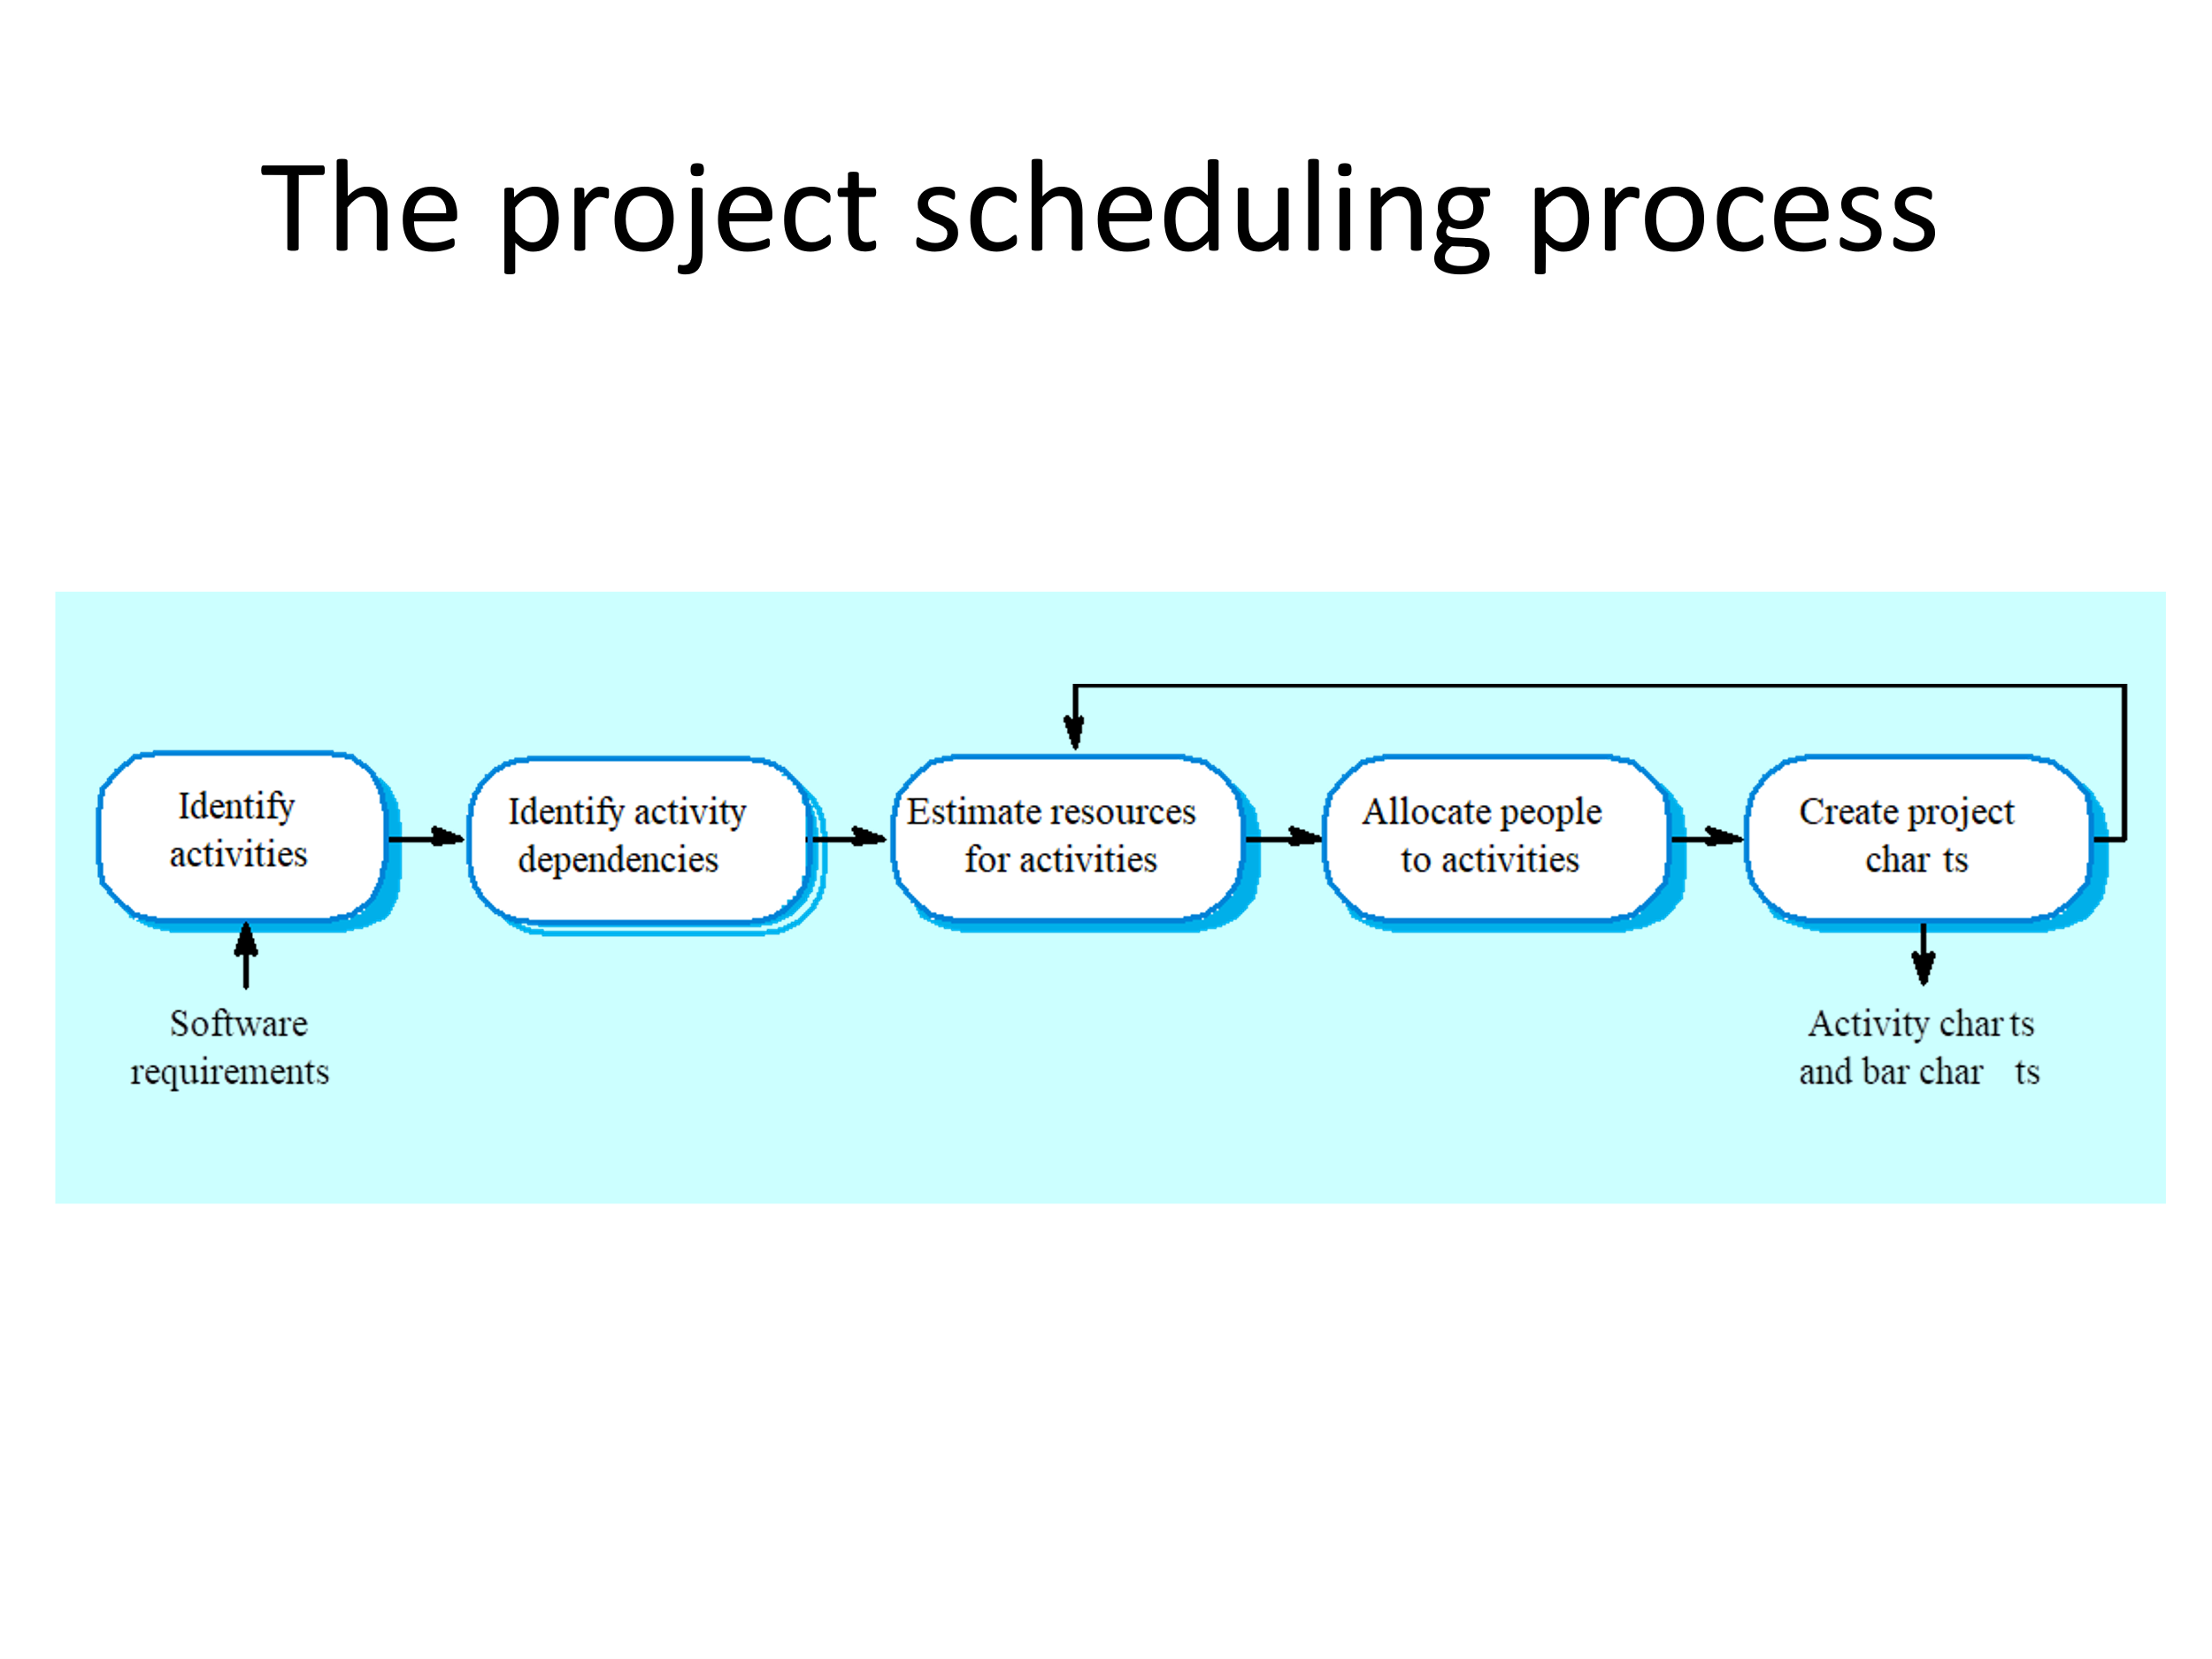 The project scheduling process
Identify
activities
Identify activity
dependencies
Estimate resources
for activities
Allocate people
to activities
Create project
char ts
Software
requirements
Activity char ts
and bar char ts